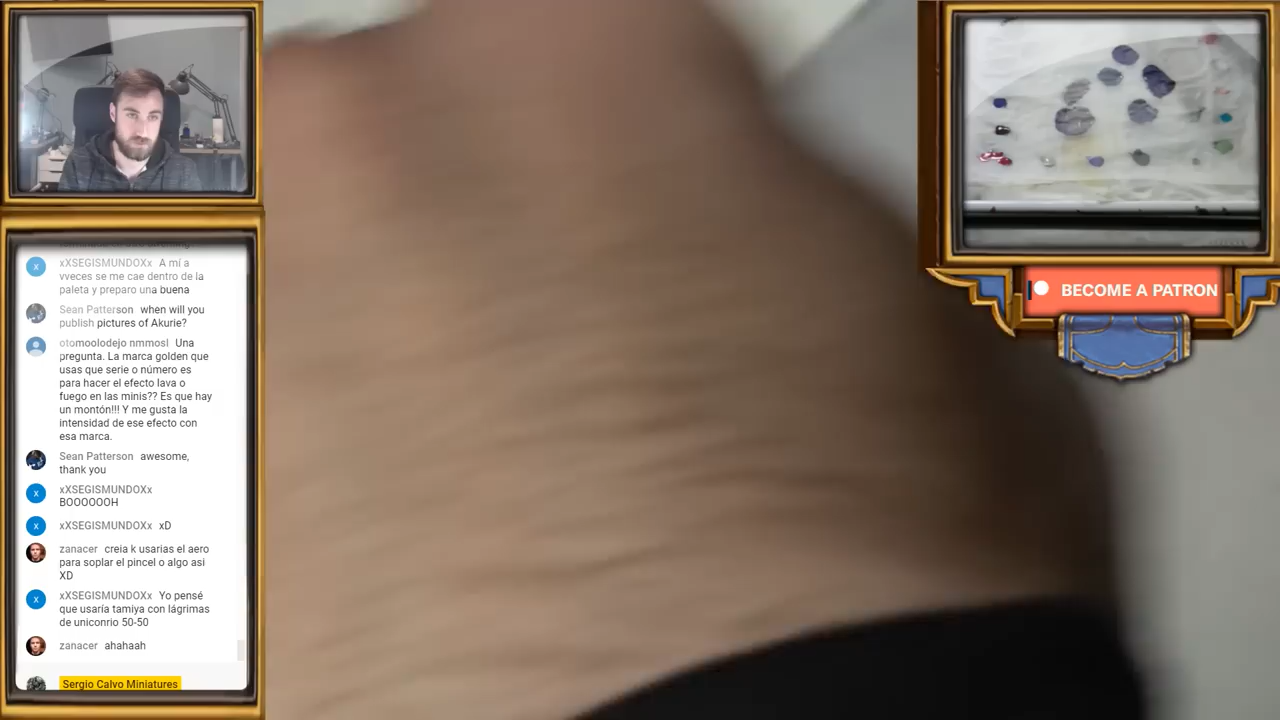 xXSEGISMUNDOXx A mí a
vveces se me cae dentro de la
paleta y preparo una buena
Sean Patterson when will you
publish pictures of Akurie?
otomoolodejo nmmosl Una
pregunta. La marca golden que
usas que serie o número es
para hacer el efecto lava o
fuego en las minis?? Es que hay
un montón!!! Y me gusta la
intensidad de ese efecto con
esa marca.
Sean Patterson awesome,
thank you
xXSEGISMUNDOXx
BOOOOOOH
xXSEGISMUNDOXx xD
zanacer creia k usarias el aero
para soplar el pincel o algo asi
XD
xXSEGISMUNDOXx Yo pensé
que usaría tamiya con lágrimas
de uniconrio 50-50
zanacer ahahaah
Sergio Calvo Miniatures
BECOME A PATRON